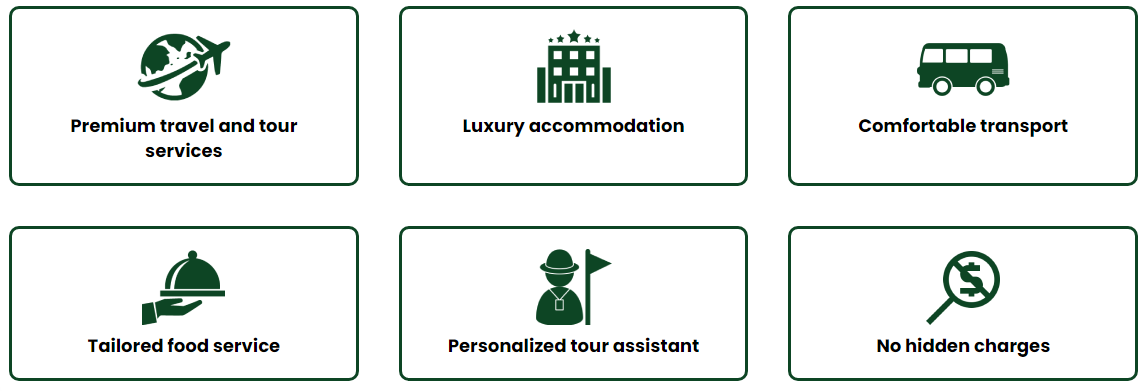 Premium travel and tour
services
Luxury accommodation
Comfortable transport
Tailored food service
Personalized tour assistant
No hidden charges